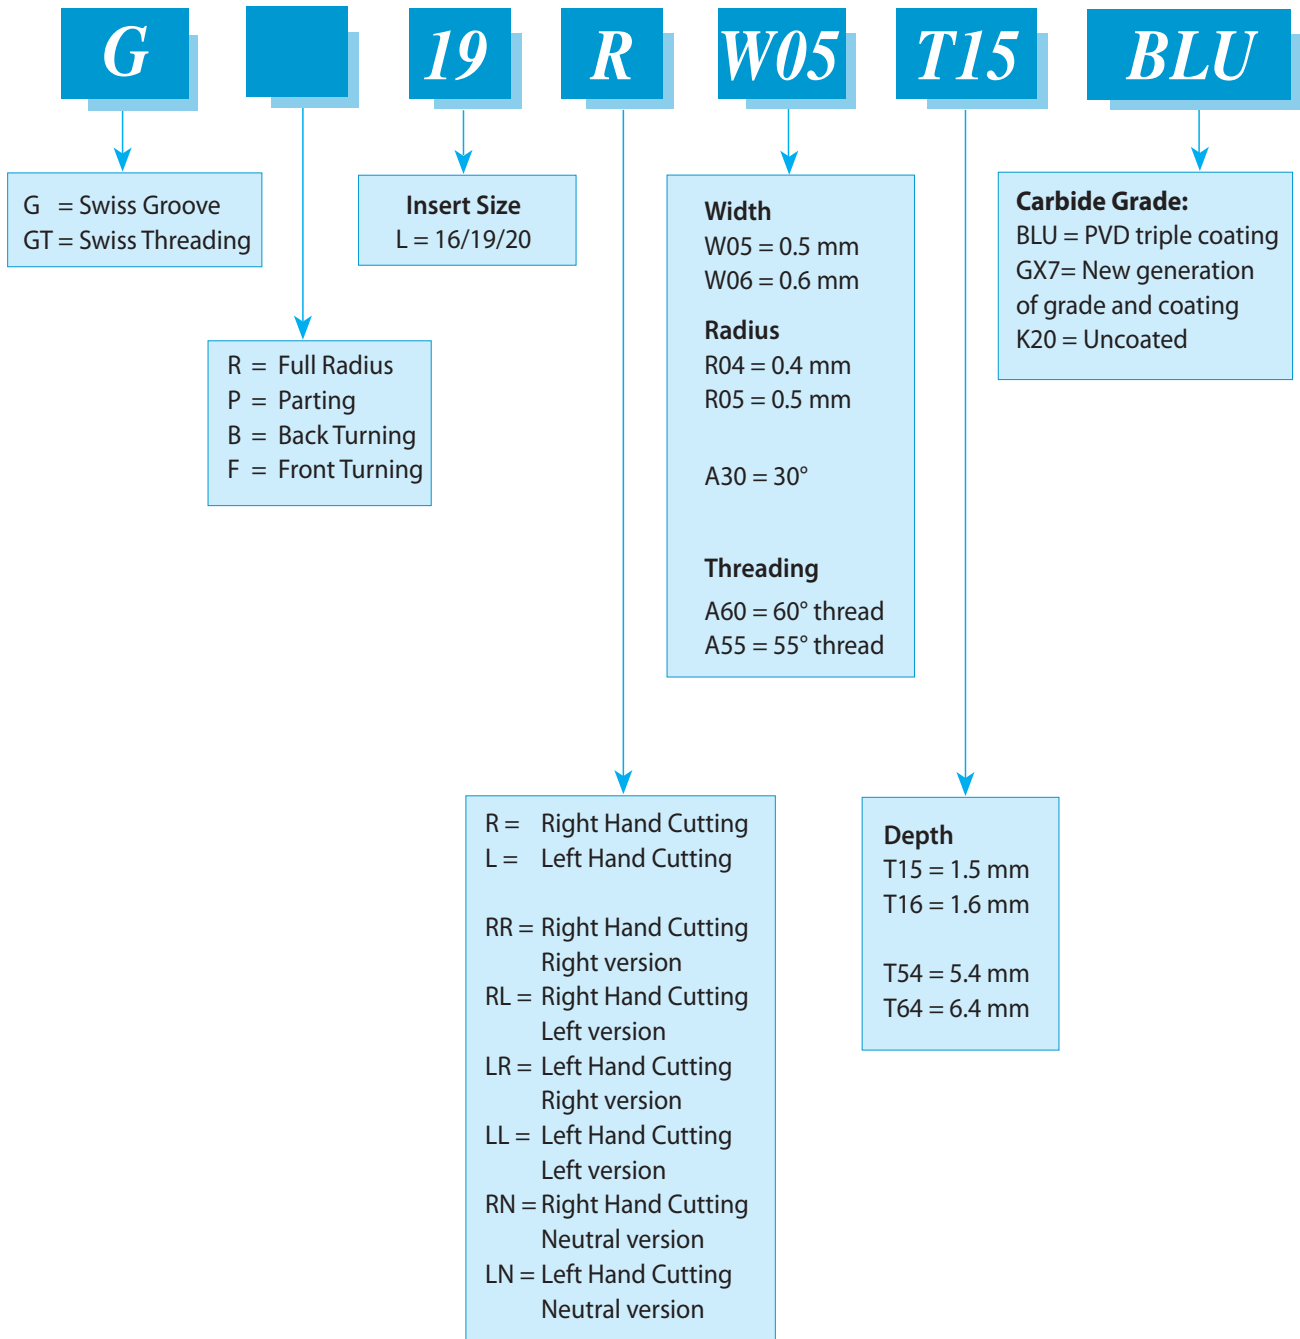 G 19 R W05 T15 BLU
G = Swiss Groove
GT = Swiss Threading
R = Full Radius
P = Parting
B = Back Turning
F = Front Turning
Insert Size
L = 16/19/20
R = Right Hand Cutting
L = Left Hand Cutting
RR = Right Hand Cutting
Right version
RL = Right Hand Cutting
Left version
LR = Left Hand Cutting
Right version
LL = Left Hand Cutting
Left version
RN = Right Hand Cutting
Neutral version
LN = Left Hand Cutting
Neutral version
Width
W05 = 0.5 mm
W06 = 0.6 mm
Radius
R04 = 0.4 mm
R05 = 0.5 mm
A30 = 30°
Threading
A60 = 60° thread
A55 = 55° thread
Depth
T15 = 1.5 mm
T16 = 1.6 mm
T54 = 5.4 mm
T64 = 6.4 mm
Carbide Grade:
BLU = PVD triple coating
GX7= New generation
of grade and coating
K20 = Uncoated